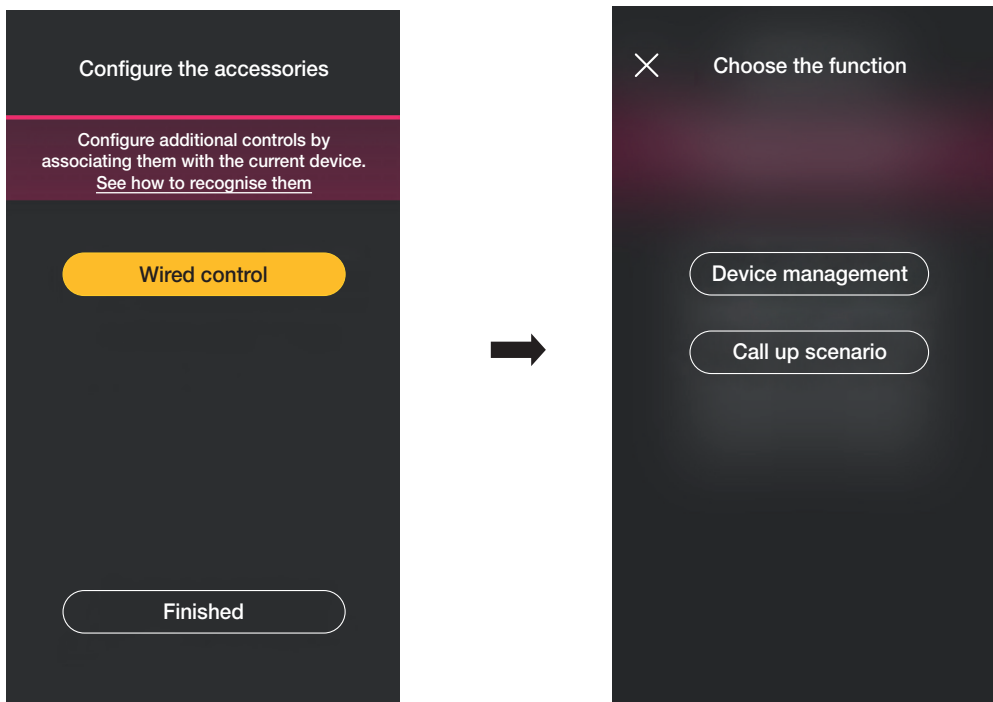 Configure the accessories
Configure additional controls by
associating them with the current device.
See how to recognise them
Wired control
Finished
Choose the function
Device management
Call up scenario